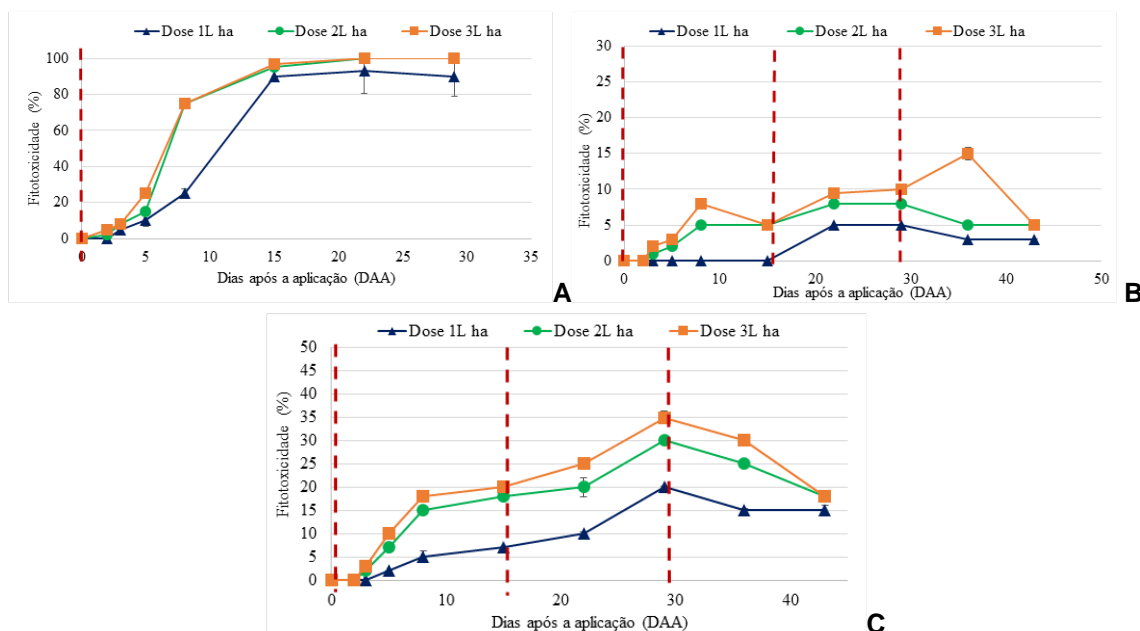 Dose 1L ha Dose 2L ha Dose 3L ha
Fitotoxicidade (%)
100
80
60
40
20
0
0 5 10 15 20 25 30 35
Dias após a aplicação (DAA)
A
Dose 1L ha Dose 2L ha Dose 3L ha
Fitotoxicidade (%)
30
25
20
15
10
5
0
0 10 20 30 40 50
Dias após a aplicação (DAA)
B
Dose 1L ha Dose 2L ha Dose 3L ha
Fitotoxicidade (%)
50
45
40
35
30
25
20
15
10
5
0
0 10 20 30 40
Dias após a aplicação (DAA)
C